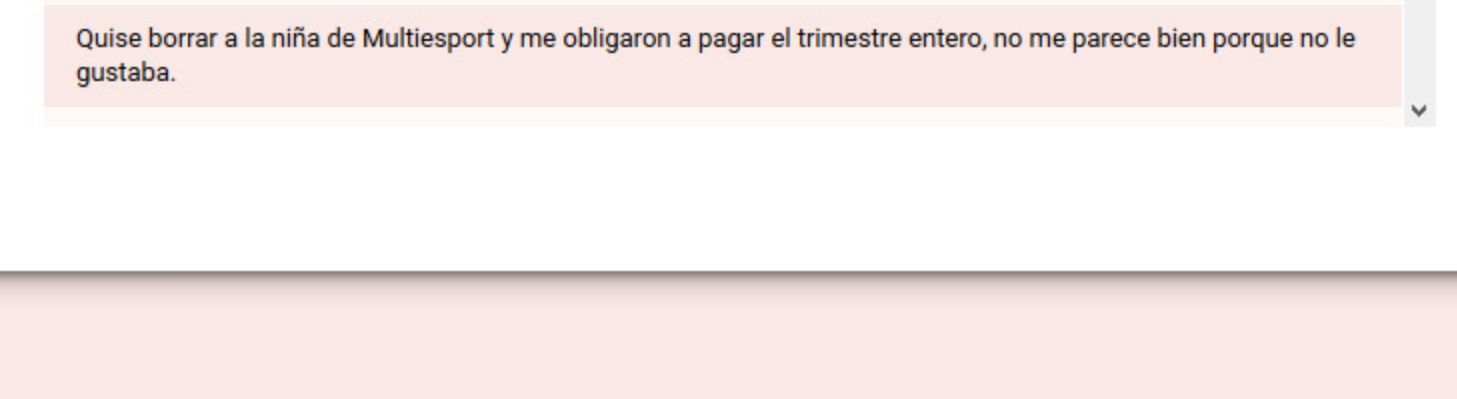 Quise borrar a la niña de Multiesport y me obligaron a pagar el trimestre entero, no me parece bien porque no le
gustaba.